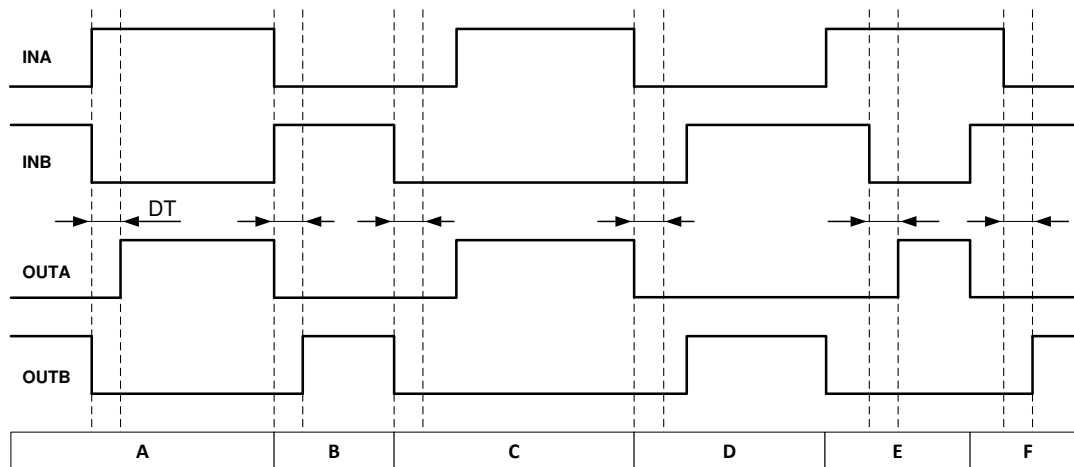 INA
INB
DT
OUTA
OUTB
A B C D E F